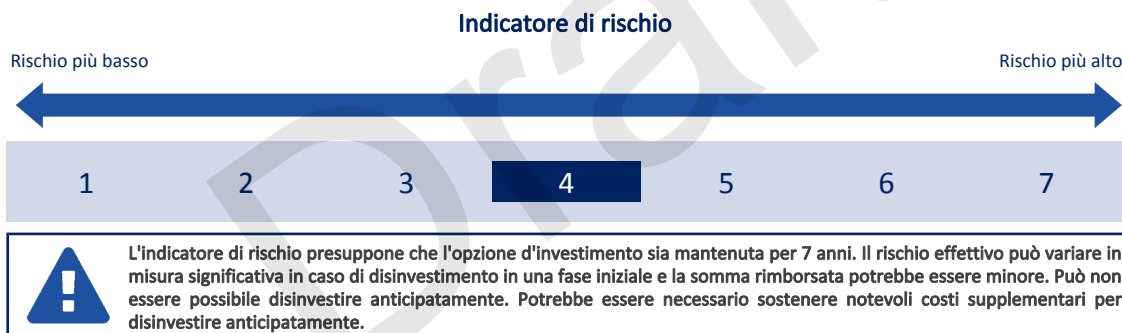 Indicatore di rischio
Rischio più basso
Rischio più alto
1 2 3 4 5 6 7
L'indicatore di rischio presuppone che l'opzione d'investimento sia mantenuta per 7 anni. Il rischio effettivo può variare in
misura significativa in caso di disinvestimento in una fase iniziale e la somma rimborsata potrebbe essere minore. Può non
essere possibile disinvestire anticipatamente. Potrebbe essere necessario sostenere notevoli costi supplementari per
disinvestire anticipatamente.